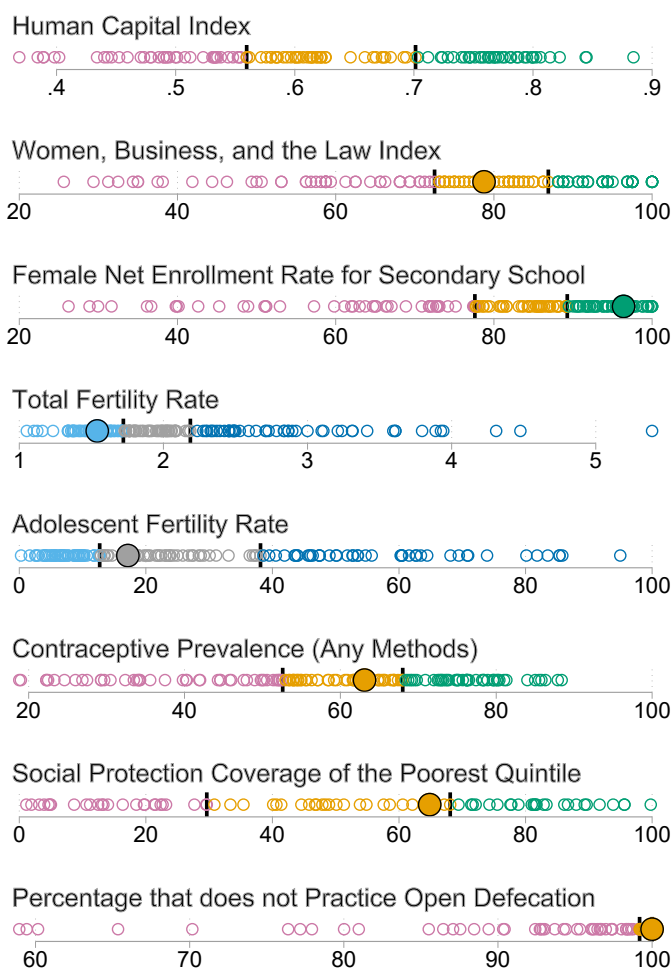 Human Capital Index
.4 .5 .6 .7 .8 .9
Women, Business, and the Law Index
20 40 60 80 100
Female Net Enrollment Rate for Secondary School
20 40 60 80 100
Total Fertility Rate
1 2 3 4 5
Adolescent Fertility Rate
0 20 40 60 80 100
Contraceptive Prevalence (Any Methods)
20 40 60 80 100
Social Protection Coverage of the Poorest Quintile
0 20 40 60 80 100
Percentage that does not Practice Open Defecation
60 70 80 90 100